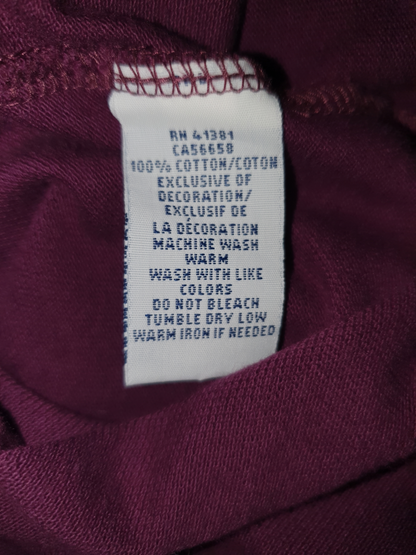 RN 41381
CA56658
100% COTTON/COTON
EXCLUSIVE OF
DECORATION/
EXCLUSIF DE
LA DÉCORATION
MACHINE WASH
WARM
WASH WITH LIKE
COLORS
DO NOT BLEACH
TUMBLE DRY LOW
WARM IRON IF NEEDED